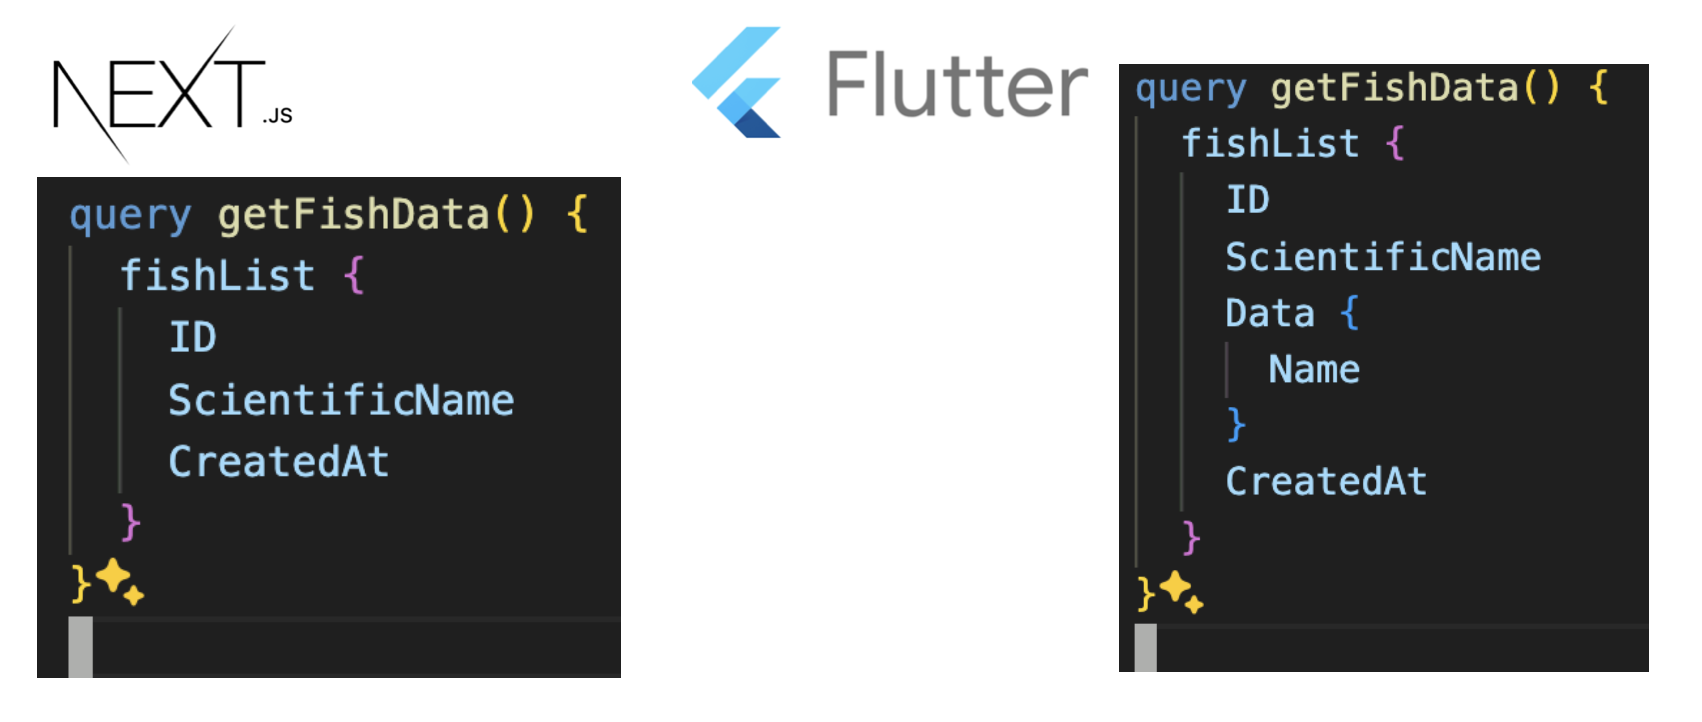 NEXT.JS
query getFishData() {
fishList {
ID
ScientificName
CreatedAt
}
}
Flutter
query getFishData() {
fishList {
ID
ScientificName
Data {
Name
}
CreatedAt
}
}